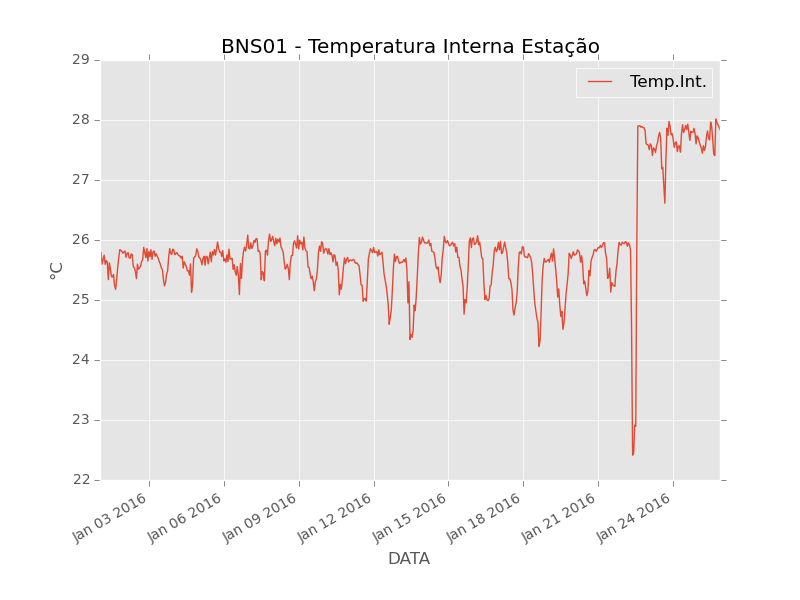 BNS01 - Temperatura Interna Estação
Temp.Int.
29
28
27
26
25
24
23
22
°C
Jan 03 2016
Jan 06 2016
Jan 09 2016
Jan 12 2016
Jan 15 2016
Jan 18 2016
Jan 21 2016
Jan 24 2016
DATA